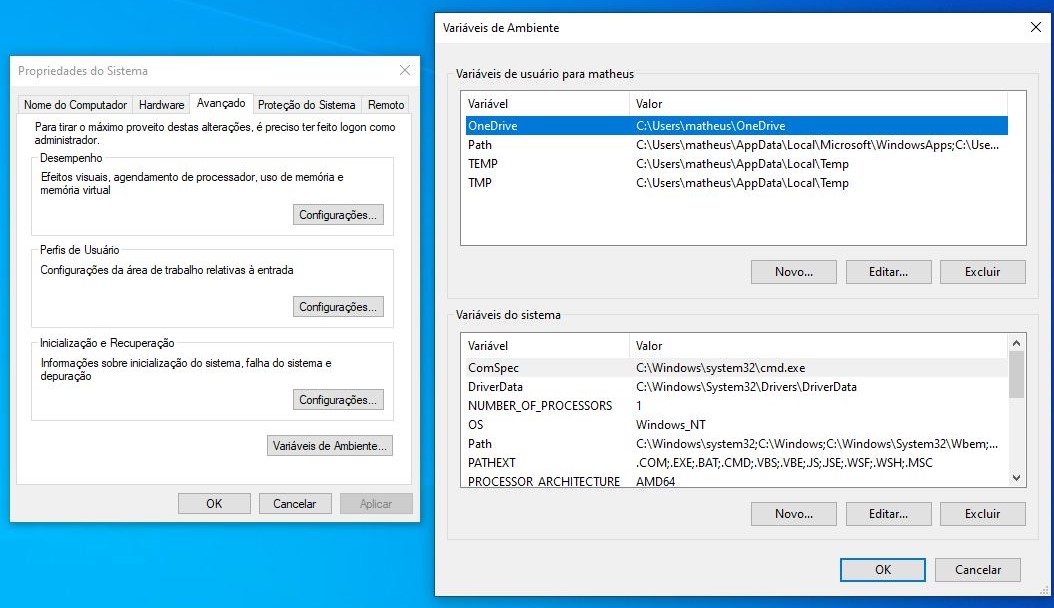 Propriedades do Sistema
Nome do Computador Hardware Avançado Proteção do Sistema Remoto
Para tirar o máximo proveito destas alterações, é preciso ter feito logon como
administrador.
Desempenho
Efeitos visuais, agendamento de processador, uso de memória e
memória virtual
Configurações...
Perfis de Usuário
Configurações da área de trabalho relativas à entrada
Configurações...
Inicialização e Recuperação
Informações sobre inicialização do sistema, falha do sistema e
depuração
Configurações...
Variáveis de Ambiente...
OK Cancelar Aplicar
Variáveis de Ambiente
Variáveis de usuário para matheus
Variável Valor
OneDrive C:\Users\matheus\OneDrive
Path C:\Users\matheus\AppData\Local\Microsoft\WindowsApps;C:\Use...
TEMP C:\Users\matheus\AppData\Local\Temp
TMP C:\Users\matheus\AppData\Local\Temp
Novo... Editar... Excluir
Variáveis do sistema
Variável Valor
ComSpec C:\Windows\system32\cmd.exe
DriverData C:\Windows\System32\Drivers\DriverData
NUMBER_OF_PROCESSORS 1
OS Windows_NT
Path C:\Windows\system32;C:\Windows;C:\Windows\System32\Wbem;...
PATHEXT .COM;.EXE;.BAT;.CMD;.VBS;.VBE;.JS;.JSE;.WSF;.WSH;.MSC
PROCESSOR_ARCHITECTURE AMD64
Novo... Editar... Excluir
OK Cancelar